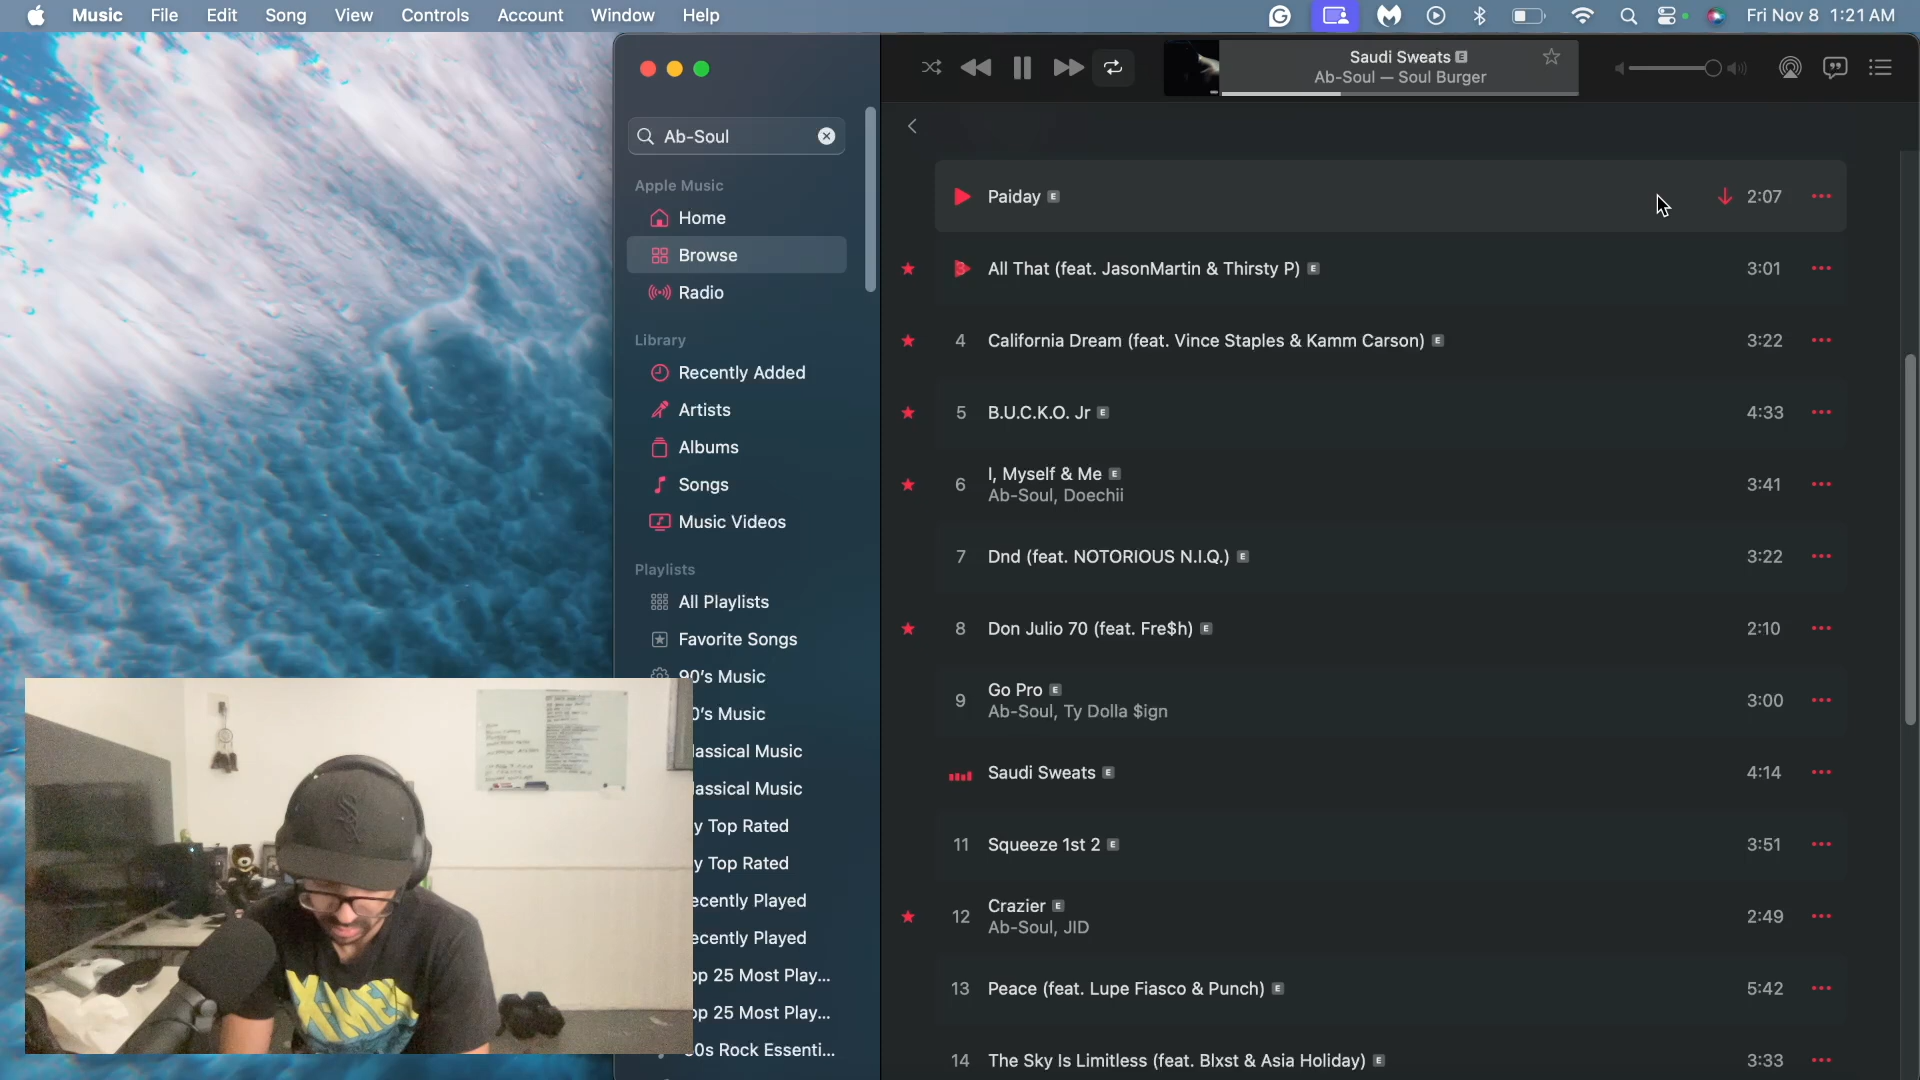 Music File Edit Song View Controls Account Window Help Fri Nov 8 1:21 AM
Saudi Sweats E
Ab-Soul — Soul Burger
Ab-Soul
Apple Music
Home
Browse
Radio
Library
Recently Added
Artists
Albums
Songs
Music Videos
Playlists
All Playlists
Favorite Songs
90's Music
0's Music
lassical Music
lassical Music
y Top Rated
y Top Rated
ecently Played
ecently Played
op 25 Most Play...
op 25 Most Play...
0s Rock Essenti...
Paiday E 2:07
3 All That (feat. JasonMartin & Thirsty P) E 3:01
4 California Dream (feat. Vince Staples & Kamm Carson) E 3:22
5 B.U.C.K.O. Jr E 4:33
6 I, Myself & Me E 3:41
Ab-Soul, Doechii
7 Dnd (feat. NOTORIOUS N.I.Q.) E 3:22
8 Don Julio 70 (feat. Fre$h) E 2:10
9 Go Pro E 3:00
Ab-Soul, Ty Dolla $ign
Saudi Sweats E 4:14
11 Squeeze 1st 2 E 3:51
12 Crazier E 2:49
Ab-Soul, JID
13 Peace (feat. Lupe Fiasco & Punch) E 5:42
14 The Sky Is Limitless (feat. Blxst & Asia Holiday) E 3:33
X-MEN